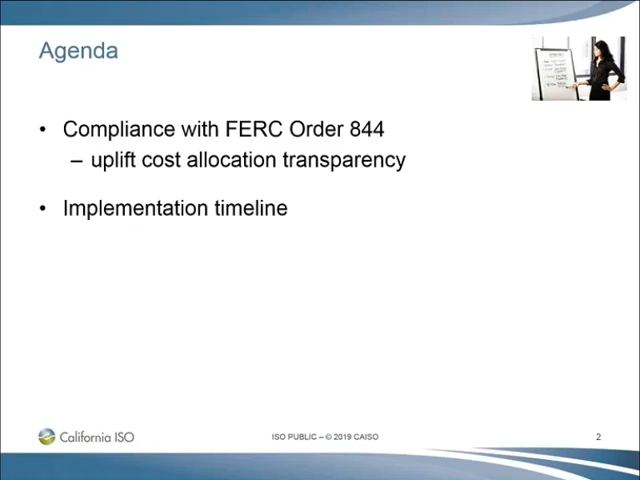 Agenda
• Compliance with FERC Order 844
– uplift cost allocation transparency
• Implementation timeline
California ISO
ISO PUBLIC – © 2019 CAISO
2